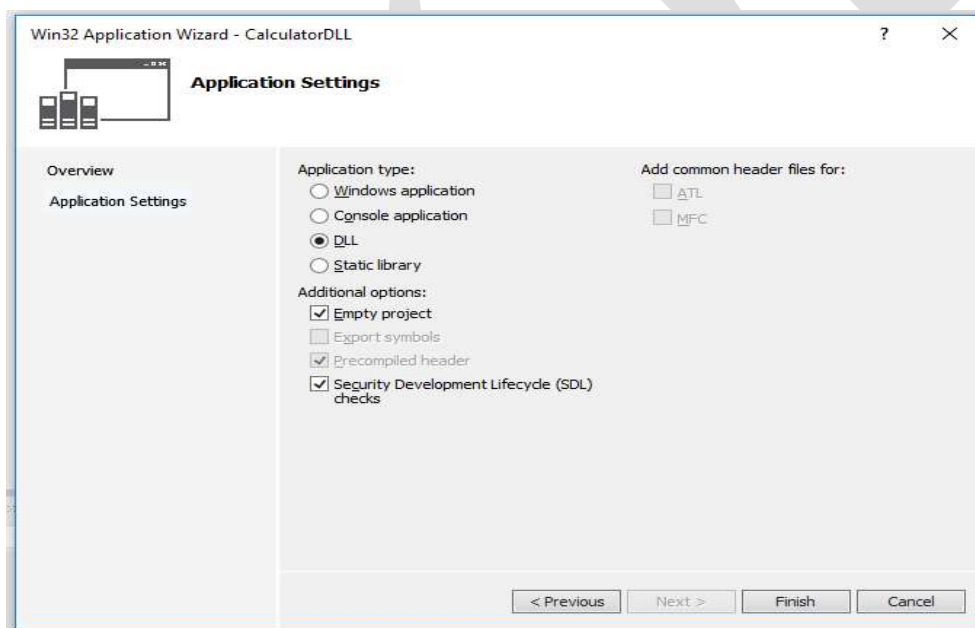 Win32 Application Wizard - CalculatorDLL
?
Application Settings
Overview
Application Settings
Application type:
Windows application
Console application
DLL
Static library
Additional options:
Empty project
Export symbols
Precompiled header
Security Development Lifecycle (SDL)
checks
Add common header files for:
ATL
MFC
< Previous
Next >
Finish
Cancel